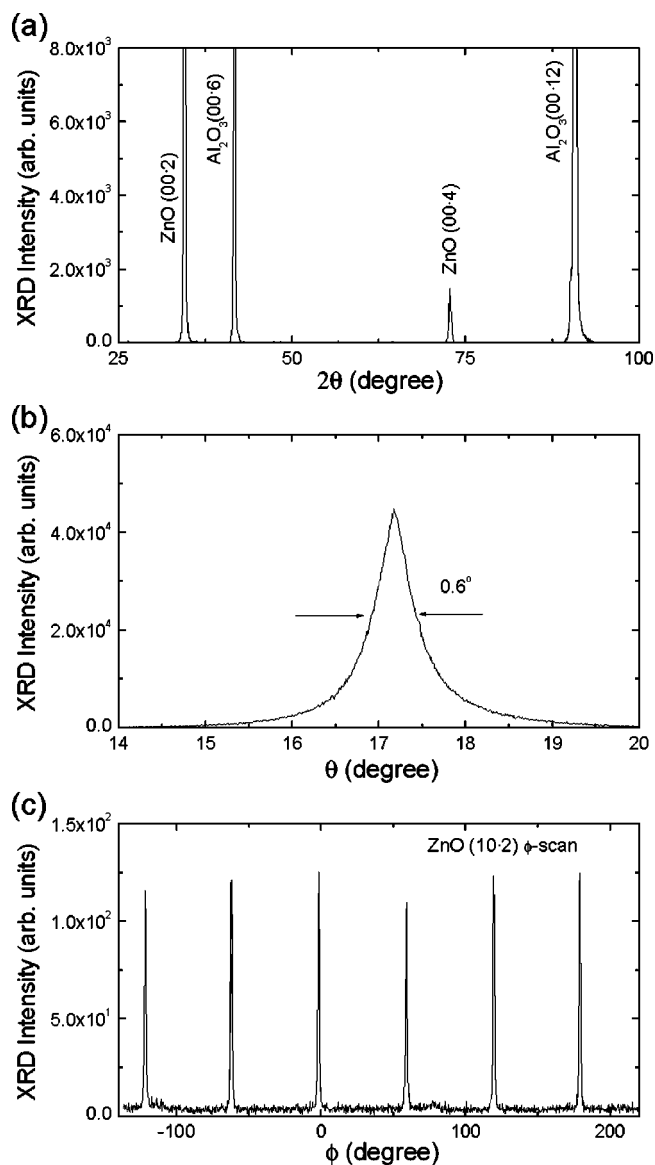 (a)
XRD Intensity (arb. units)
8.0x10³
6.0x10³
4.0x10³
2.0x10³
0.0
ZnO (00·2)
Al₂O₃(00·6)
ZnO (00·4)
Al₂O₃(00·12)
25 50 75 100
2θ (degree)
(b)
XRD Intensity (arb. units)
6.0x10⁴
4.0x10⁴
2.0x10⁴
0.0
0.6°
14 15 16 17 18 19 20
θ (degree)
(c)
XRD Intensity (arb. units)
1.5x10²
1.0x10²
5.0x10¹
0.0
ZnO (10·2) ϕ-scan
-100 0 100 200
ϕ (degree)